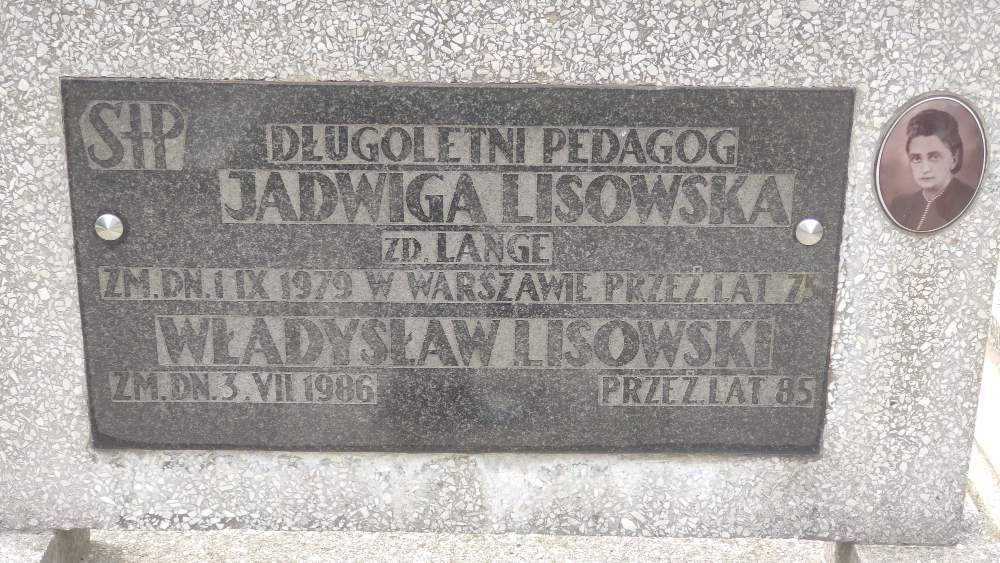 Ś†P
DŁUGOLETNI PEDAGOG
JADWIGA LISOWSKA
ZD. LANGE
ZM. DN. 1 IX 1979 W WARSZAWIE PRZEŻ. LAT 75
WŁADYSŁAW LISOWSKI
ZM. DN. 3. VII 1986 PRZEŻ. LAT 85